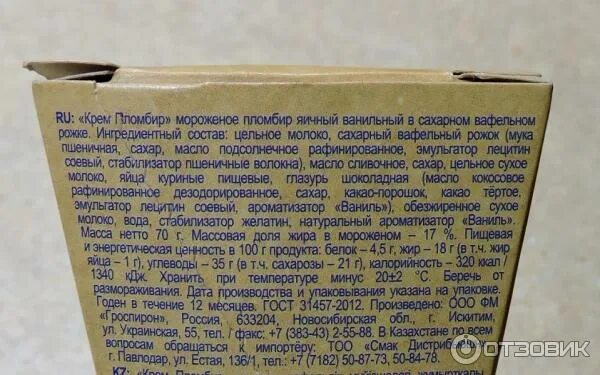 RU: «Крем Пломбир» мороженое пломбир яичный ванильный в сахарном вафельном
рожке. Ингредиентный состав: цельное молоко, сахарный вафельный рожок (мука
пшеничная, сахар, масло подсолнечное рафинированное, эмульгатор лецитин
соевый, стабилизатор пшеничные волокна), масло сливочное, сахар, цельное сухое
молоко, яйца куриные пищевые, глазурь шоколадная (масло кокосовое
рафинированное дезодорированное, сахар, какао-порошок, какао тёртое,
эмульгатор лецитин соевый, ароматизатор «Ваниль»), обезжиренное сухое
молоко, вода, стабилизатор желатин, натуральный ароматизатор «Ваниль».
Масса нетто 70 г. Массовая доля жира в мороженом – 17 %. Пищевая
и энергетическая ценность в 100 г продукта: белок – 4,5 г, жир – 18 г (в т.ч. жир
яйца – 1 г), углеводы – 35 г (в т.ч. сахарозы – 21 г), калорийность – 320 ккал /
1340 кДж. Хранить при температуре минус 20±2 °С. Беречь от
размораживания. Дата производства и упаковывания указана на упаковке.
Годен в течение 12 месяцев. ГОСТ 31457-2012. Произведено: ООО ФМ
«Гроспирон», Россия, 633204, Новосибирская обл., г. Искитим,
ул. Украинская, 55, тел. / факс: +7 (383-43) 2-55-88. В Казахстане по всем
вопросам обращаться к импортёру: ТОО «Смак Дистрибьюшн»
г. Павлодар, ул. Естая, 136/1, тел.: +7 (7182) 50-87-73, 50-84-78.
KZ: «Крем Пломбир»
ОТЗОВИК